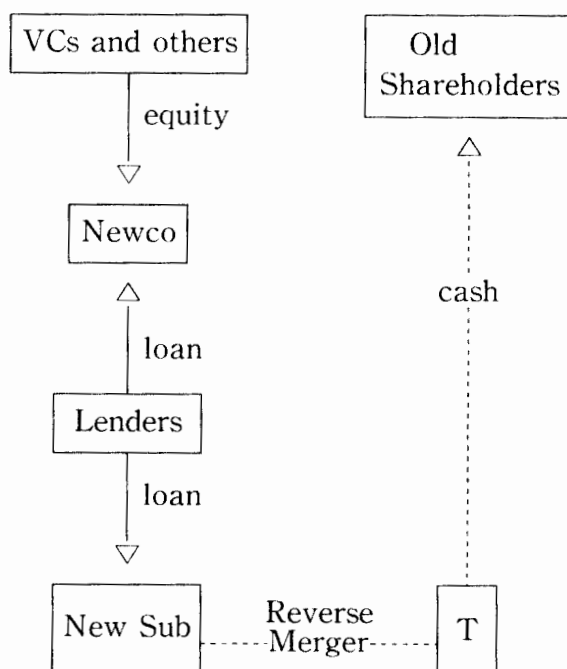 VCs and others
Old
Shareholders
equity
Newco
cash
loan
Lenders
loan
New Sub
Reverse
Merger
T